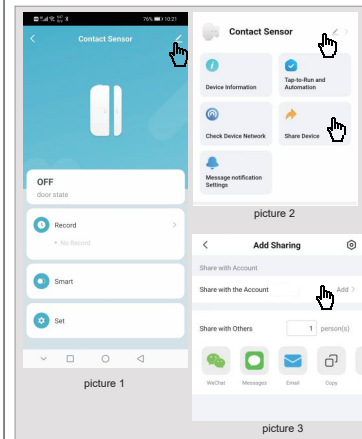 76% 10:21
Contact Sensor
OFF
door state
Record
• No Record
Smart
Set
picture 1
Contact Sensor
Device Information
Tap-to-Run and
Automation
Check Device Network
Share Device
Message notification
Settings
picture 2
Add Sharing
Share with Account
Share with the Account Add
Share with Others 1 person(s)
WeChat Messages Email Copy
picture 3